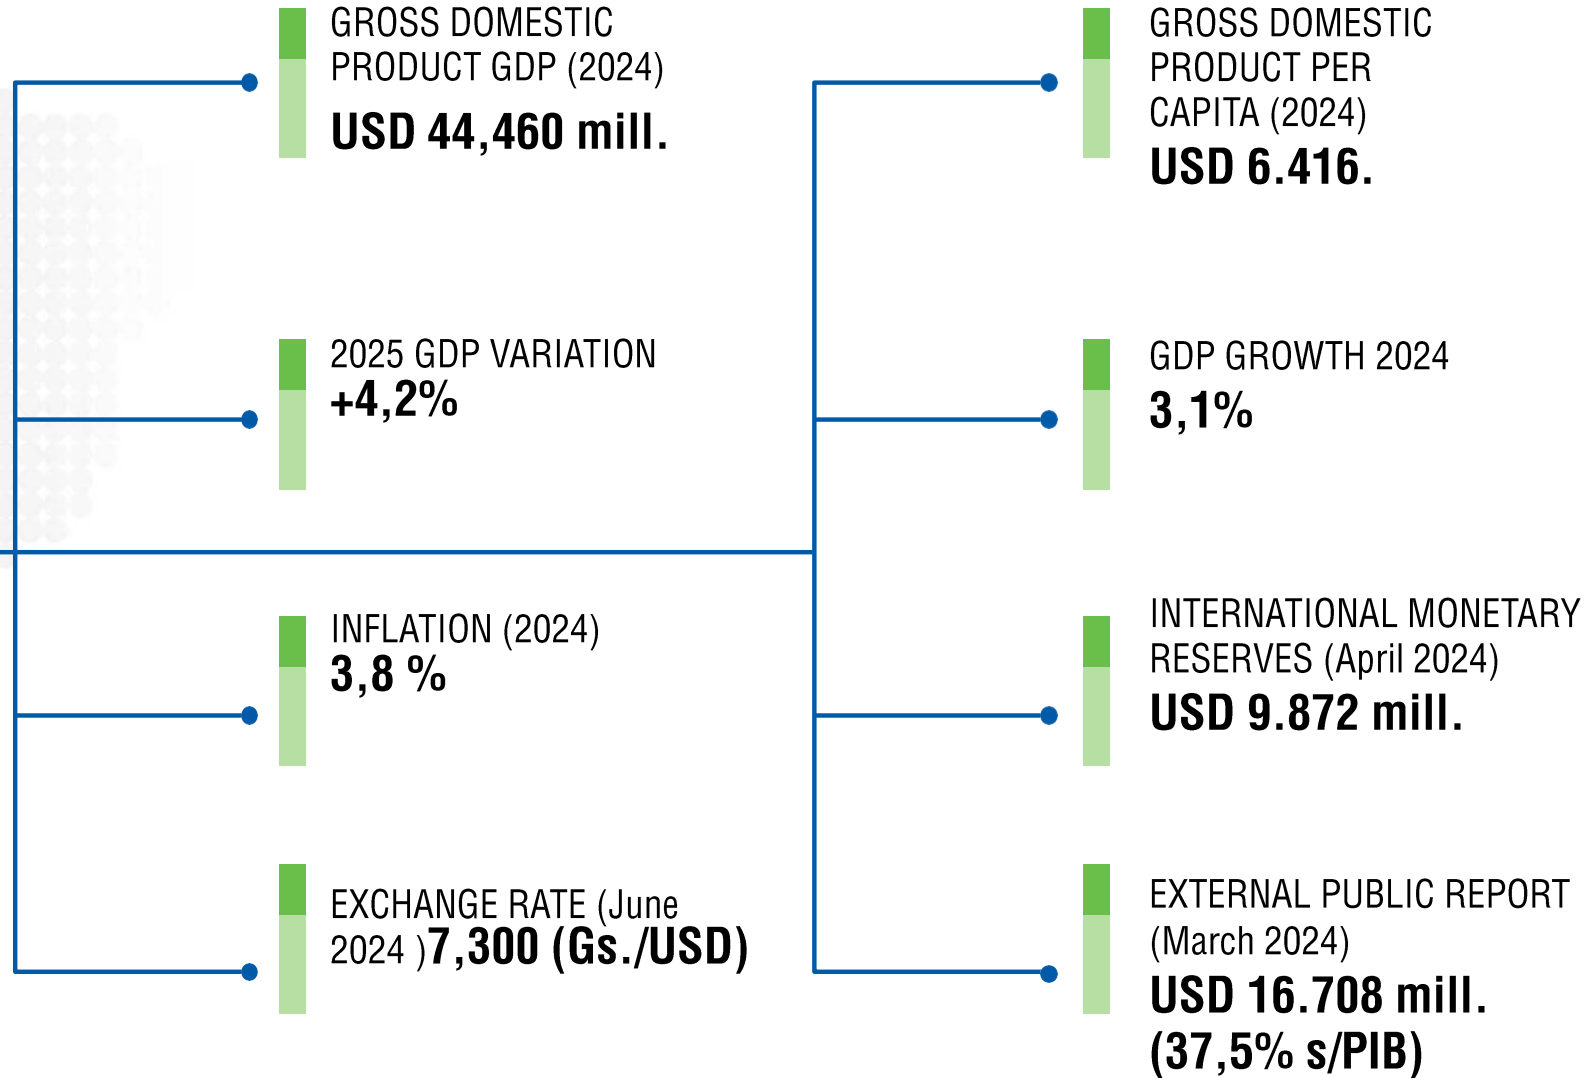 GROSS DOMESTIC
PRODUCT GDP (2024)
USD 44,460 mill.
2025 GDP VARIATION
+4,2%
INFLATION (2024)
3,8 %
EXCHANGE RATE (June
2024 )7,300 (Gs./USD)
GROSS DOMESTIC
PRODUCT PER
CAPITA (2024)
USD 6.416.
GDP GROWTH 2024
3,1%
INTERNATIONAL MONETARY
RESERVES (April 2024)
USD 9.872 mill.
EXTERNAL PUBLIC REPORT
(March 2024)
USD 16.708 mill.
(37,5% s/PIB)